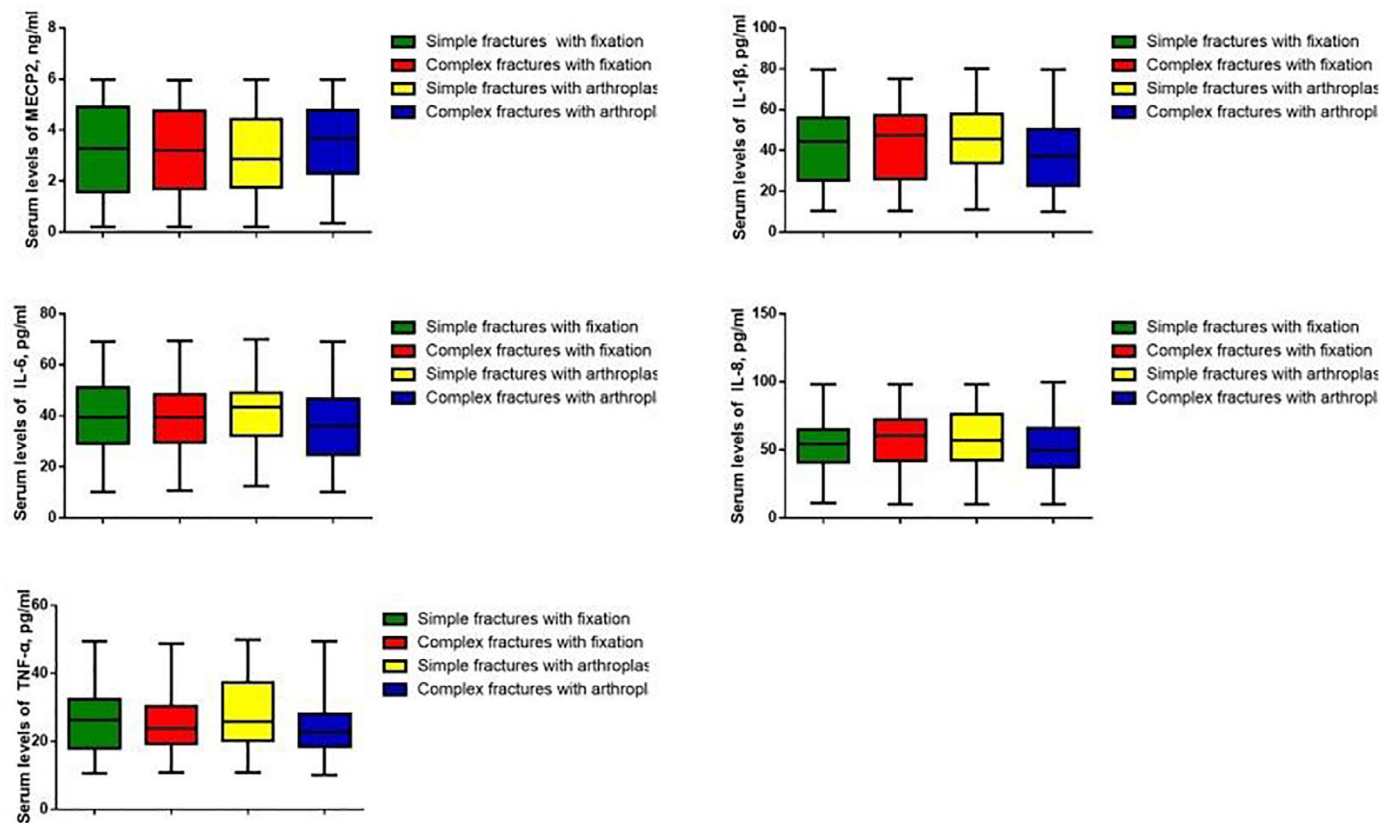 Serum levels of MECP2, ng/ml
8
6
4
2
0
Simple fractures with fixation
Complex fractures with fixation
Simple fractures with arthroplas
Complex fractures with arthropl
Serum levels of IL-1β, pg/ml
100
80
60
40
20
0
Simple fractures with fixation
Complex fractures with fixation
Simple fractures with arthroplas
Complex fractures with arthropl
Serum levels of IL-6, pg/ml
80
60
40
20
0
Simple fractures with fixation
Complex fractures with fixation
Simple fractures with arthroplas
Complex fractures with arthropl
Serum levels of IL-8, pg/ml
150
100
50
0
Simple fractures with fixation
Complex fractures with fixation
Simple fractures with arthroplas
Complex fractures with arthropl
Serum levels of TNF-α, pg/ml
60
40
20
0
Simple fractures with fixation
Complex fractures with fixation
Simple fractures with arthroplas
Complex fractures with arthropl